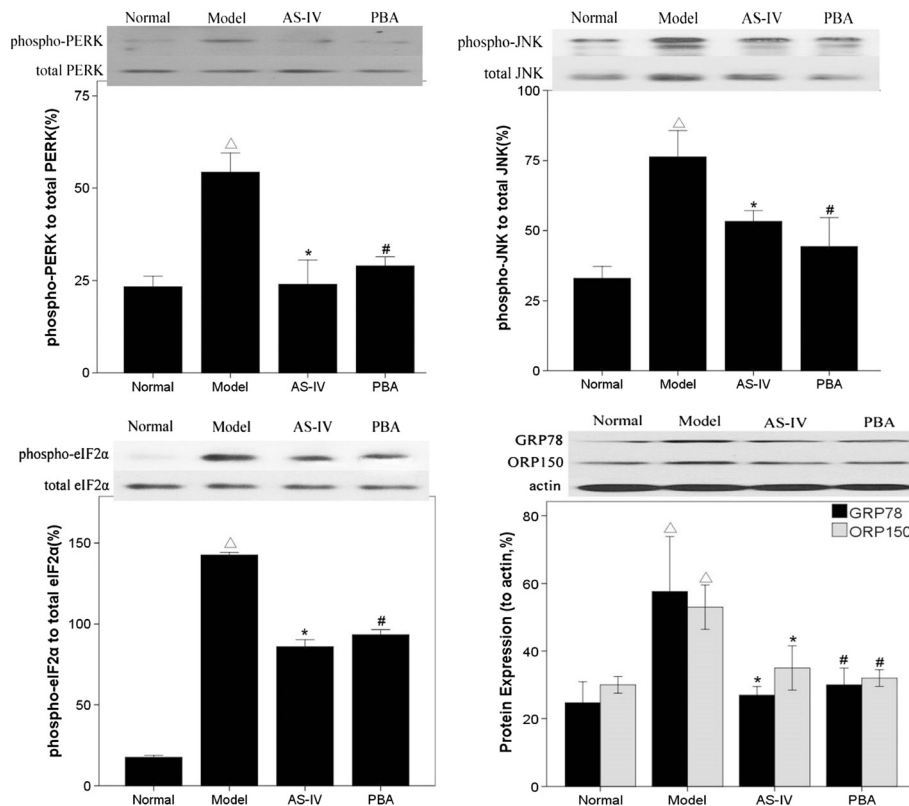 Normal Model AS-IV PBA
phospho-PERK
total PERK
phospho-PERK to total PERK(%)
75
△
50
* #
25
0
Normal Model AS-IV PBA
Normal Model AS-IV PBA
phospho-JNK
total JNK
phospho-JNK to total JNK(%)
100
△
75
* #
50
25
0
Normal Model AS-IV PBA
Normal Model AS-IV PBA
phospho-eIF2α
total eIF2α
phospho-eIF2α to total eIF2α(%)
150
△
100
* #
50
0
Normal Model AS-IV PBA
Normal Model AS-IV PBA
GRP78
ORP150
actin
Protein Expression (to actin,%)
80
GRP78
ORP150
△ △
60
40
* * # #
20
0
Normal Model AS-IV PBA